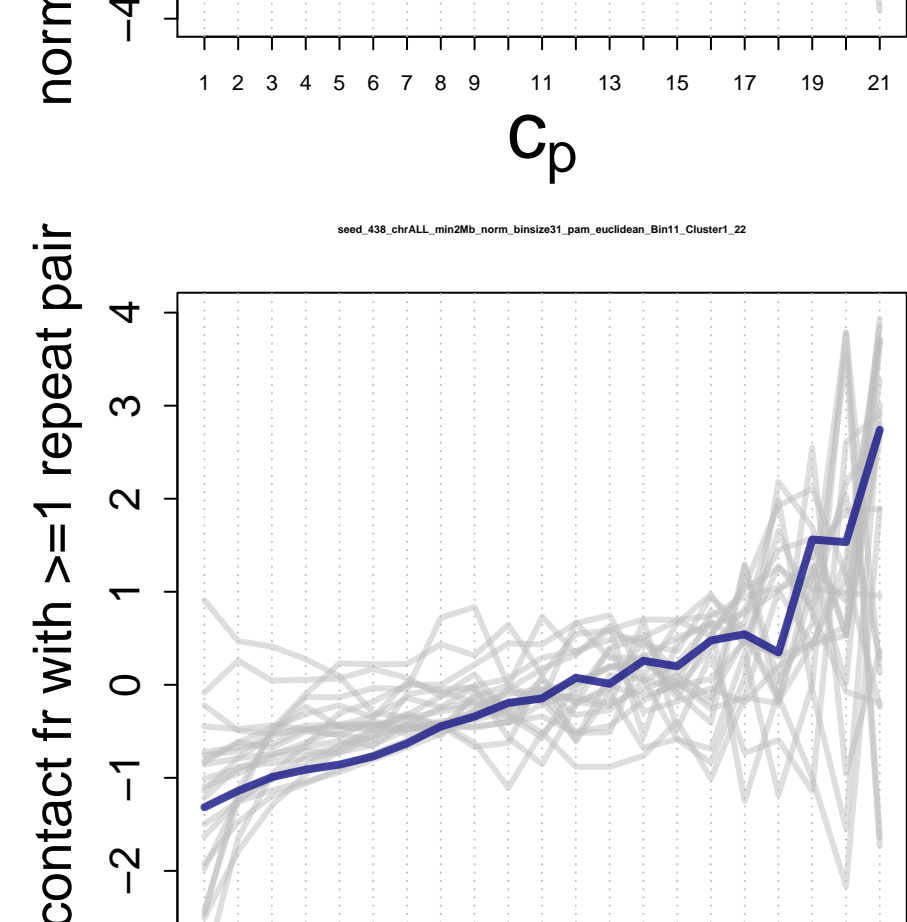 norm
−4
1 2 3 4 5 6 7 8 9 11 13 15 17 19 21
cp
seed_438_chrALL_min2Mb_norm_binsize31_pam_euclidean_Bin11_Cluster1_22
contact fr with >=1 repeat pair
4
3
2
1
0
−1
−2